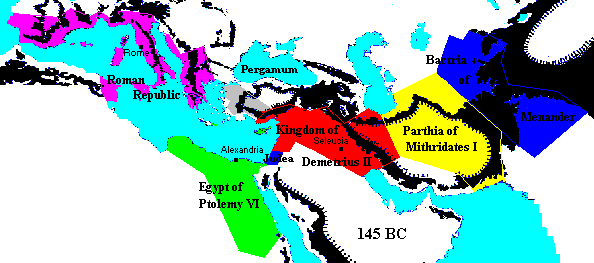 Rome
Roman
Republic
Pergamum
Bactria
of
Menander
Kingdom of
Seleucia
Demetrius II
Parthia of
Mithridates I
Alexandria
Judea
Egypt of
Ptolemy VI
145 BC